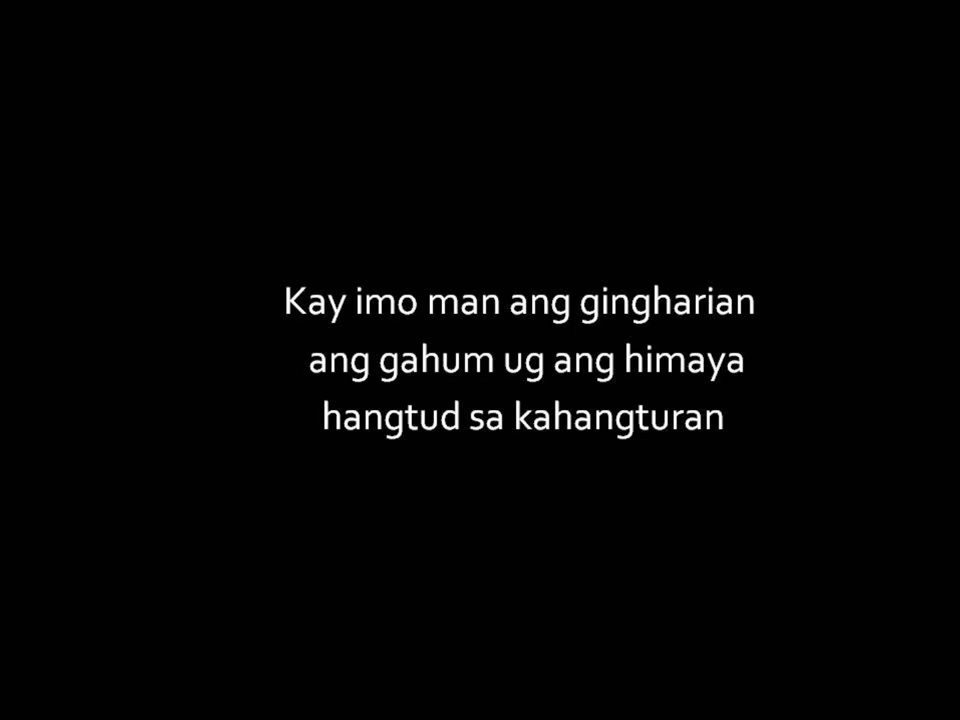 Kay imo man ang gingharian
ang gahum ug ang himaya
hangtud sa kahangturan